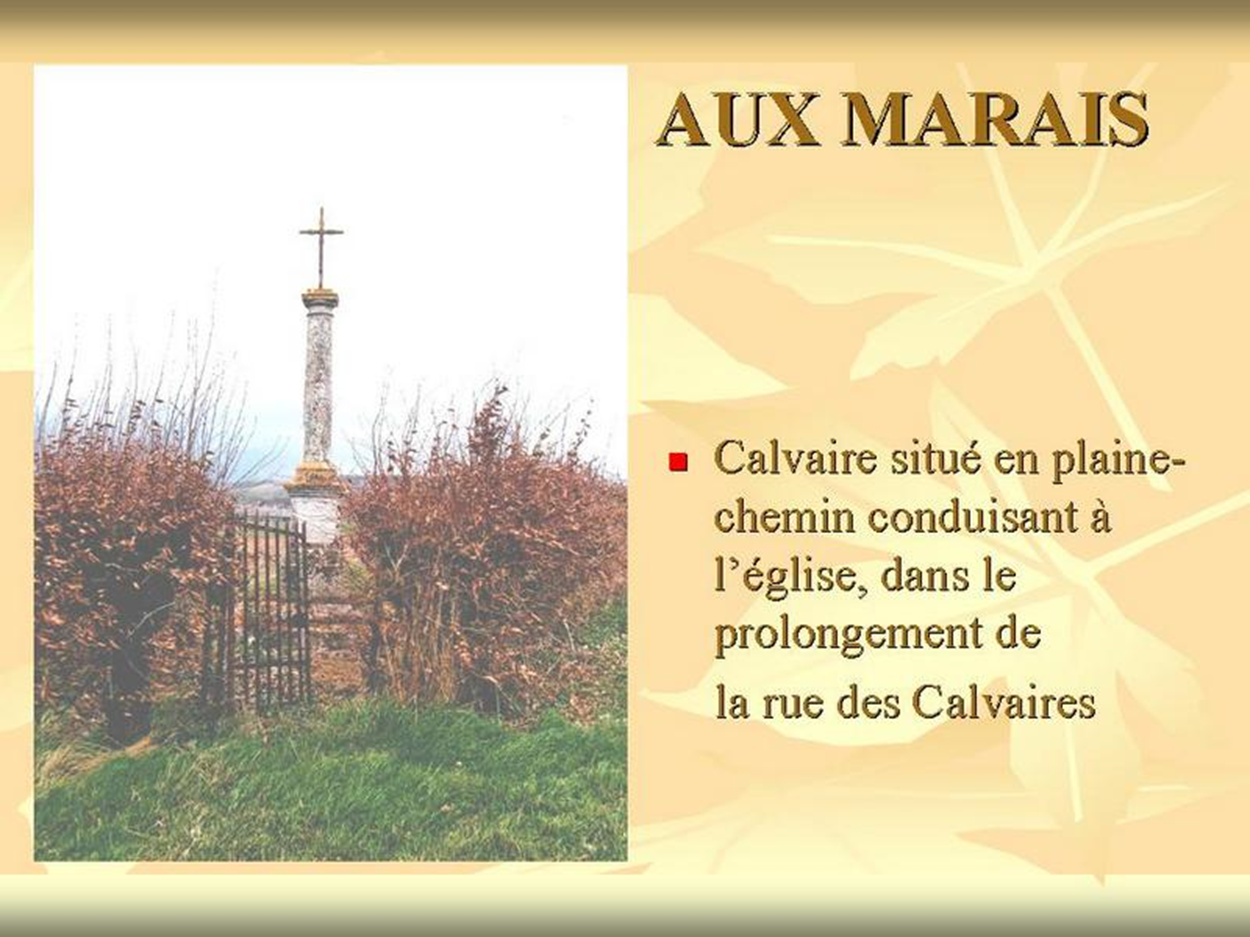 AUX MARAIS
Calvaire situé en plaine-
chemin conduisant à
l’église, dans le
prolongement de
la rue des Calvaires